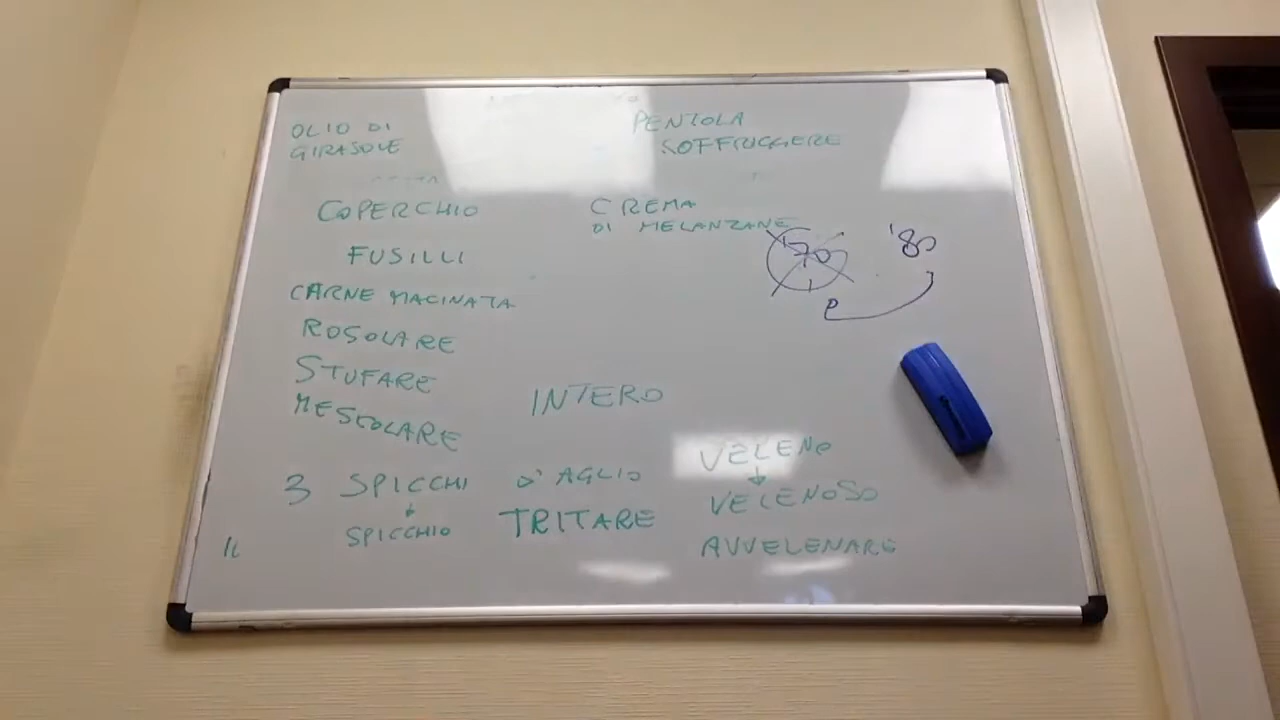 OLIO DI
GIRASOLE
PENTOLA
SOFFRIGGERE
COPERCHIO
CREMA
DI MELANZANE
FUSILLI
'70
'80
e
CARNE MACINATA
ROSOLARE
STUFARE
MESCOLARE
INTERO
VELENO
3 SPICCHI D'AGLIO
VELENOSO
SPICCHIO
TRITARE
AVVELENARE
IL